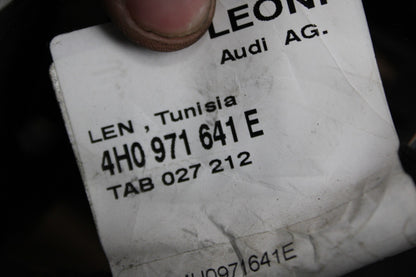 LEONI
Audi AG.
LEN , Tunisia
4H0 971 641 E
TAB 027 212
4H0971641E